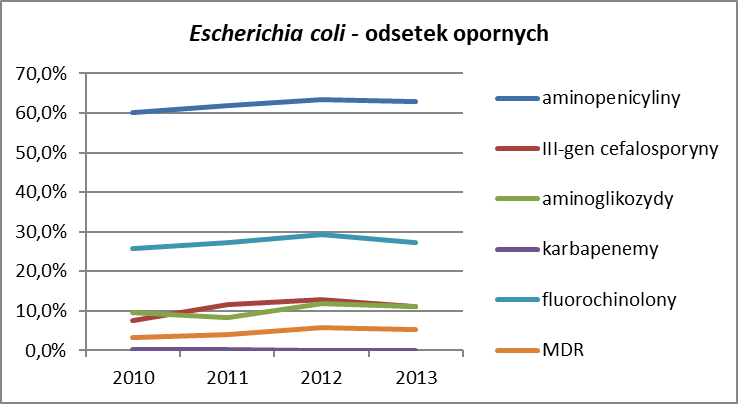 Escherichia coli - odsetek opornych
70,0%
60,0%
50,0%
40,0%
30,0%
20,0%
10,0%
0,0%
2010 2011 2012 2013
aminopenicyliny
III-gen cefalosporyny
aminoglikozydy
karbapenemy
fluorochinolony
MDR